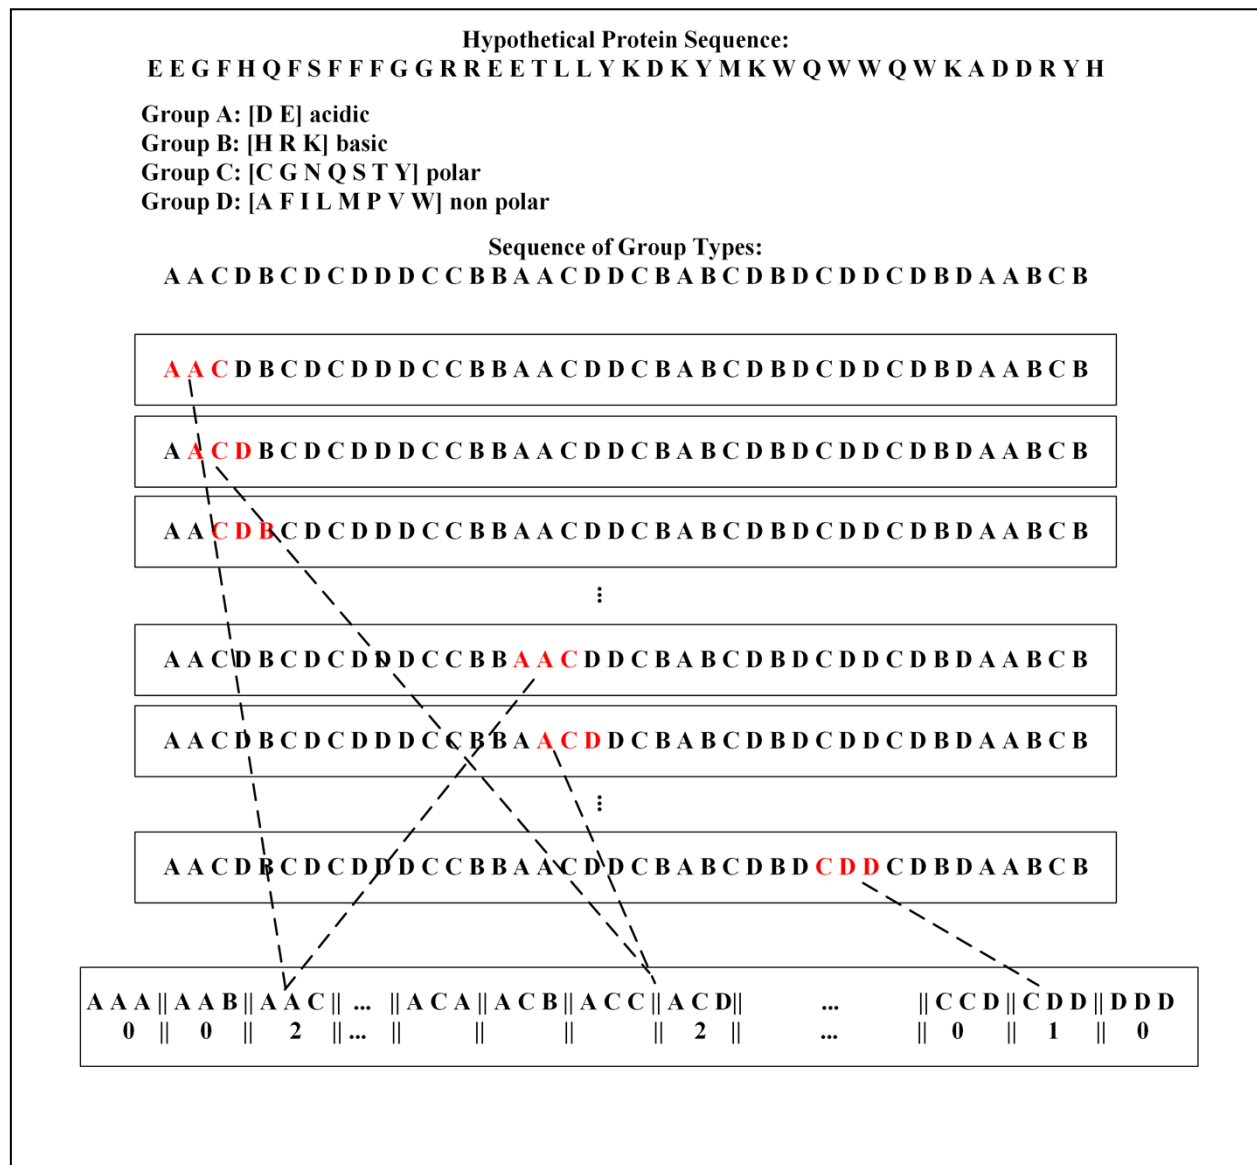 Hypothetical Protein Sequence:
E E G F H Q F S F F F G G R R E E T L L Y K D K Y M K W Q W W Q W K A D D R Y H
Group A: [D E] acidic
Group B: [H R K] basic
Group C: [C G N Q S T Y] polar
Group D: [A F I L M P V W] non polar
Sequence of Group Types:
A A C D B C D C D D D C C B B A A C D D C B A B C D B D C D D C D B D A A B C B
A A C D B C D C D D D C C B B A A C D D C B A B C D B D C D D C D B D A A B C B
A A C D B C D C D D D C C B B A A C D D C B A B C D B D C D D C D B D A A B C B
A A C D B C D C D D D C C B B A A C D D C B A B C D B D C D D C D B D A A B C B
...
A A C D B C D C D D D C C B B A A C D D C B A B C D B D C D D C D B D A A B C B
A A C D B C D C D D D C C B B A A C D D C B A B C D B D C D D C D B D A A B C B
...
A A C D B C D C D D D C C B B A A C D D C B A B C D B D C D D C D B D A A B C B
A A A || A A B || A A C || ... || A C A || A C B || A C C || A C D || ... || C C D || C D D || D D D
0 || 0 || 2 || ... || || || || 2 || ... || 0 || 1 || 0